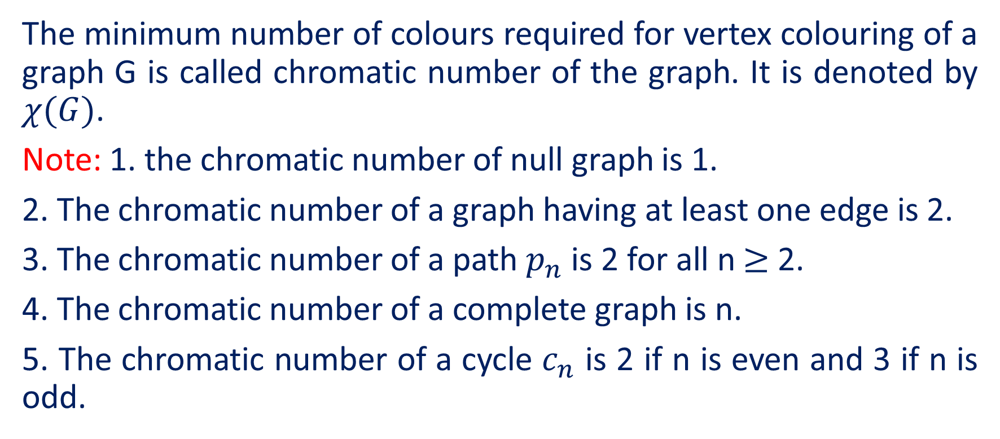 The minimum number of colours required for vertex colouring of a
graph G is called chromatic number of the graph. It is denoted by
χ(G).
Note: 1. the chromatic number of null graph is 1.
2. The chromatic number of a graph having at least one edge is 2.
3. The chromatic number of a path pₙ is 2 for all n ≥ 2.
4. The chromatic number of a complete graph is n.
5. The chromatic number of a cycle cₙ is 2 if n is even and 3 if n is
odd.